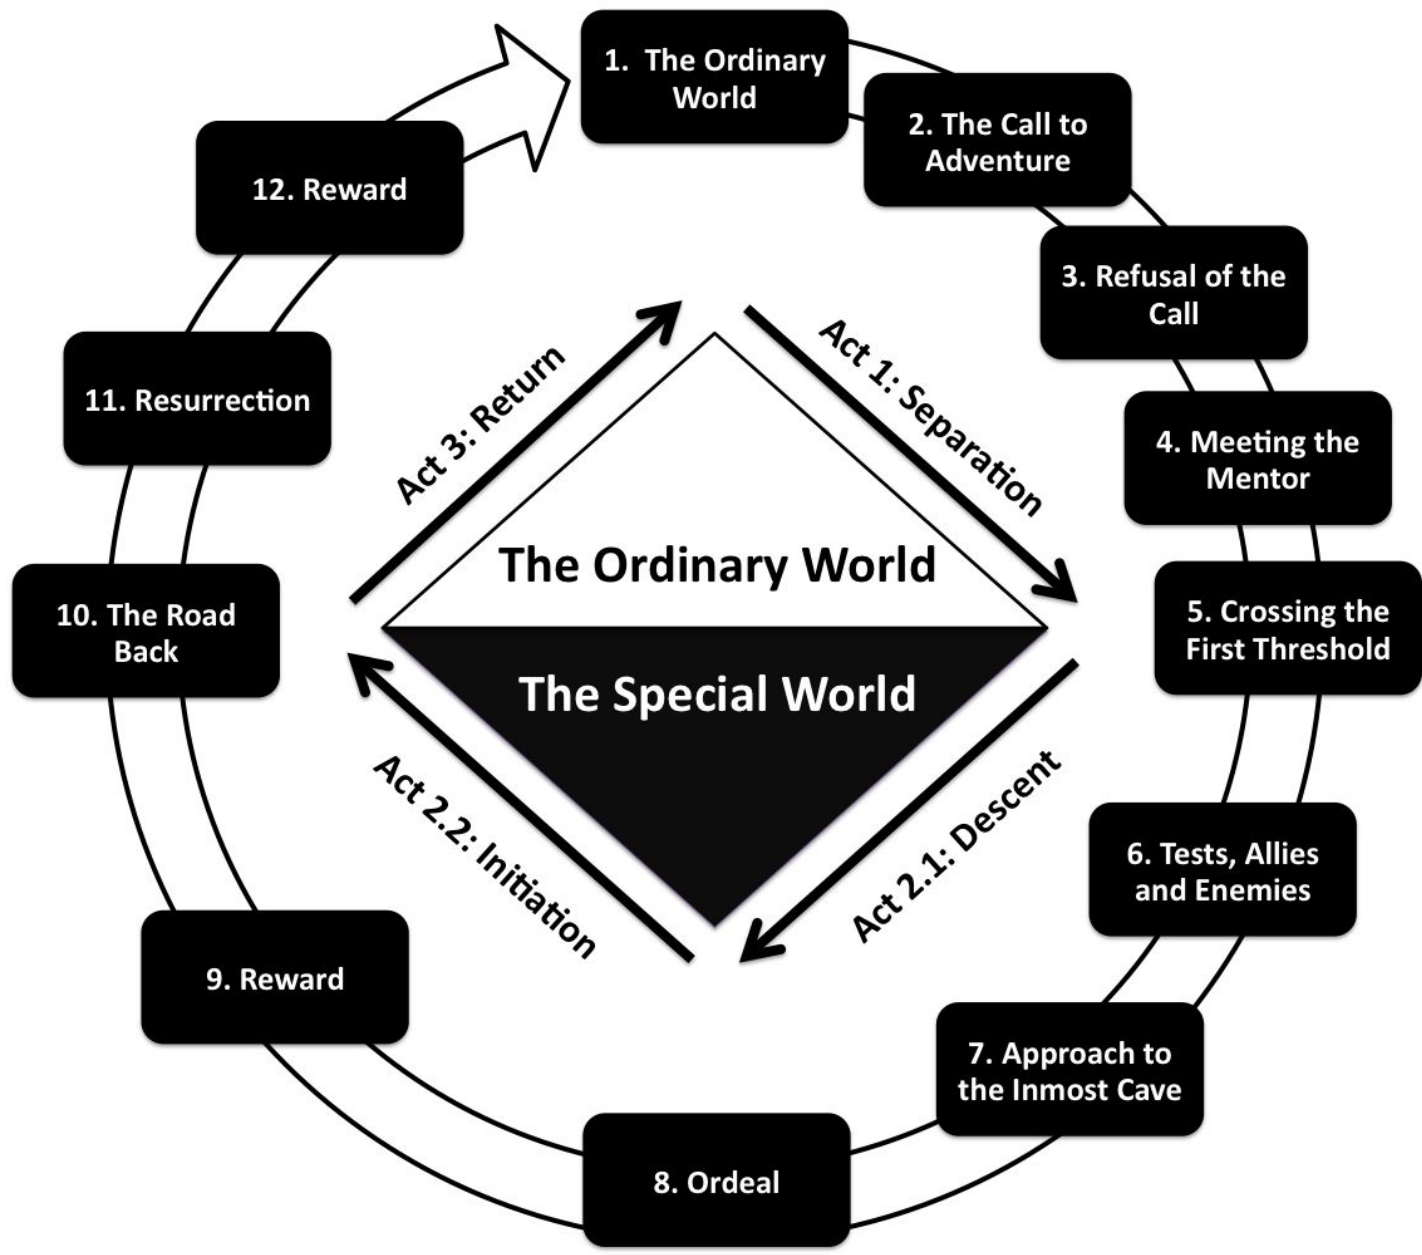 1.  The Ordinary
World
2. The Call to
Adventure
3. Refusal of the
Call
4. Meeting the
Mentor
5. Crossing the
First Threshold
6. Tests, Allies
and Enemies
7. Approach to
the Inmost Cave
8. Ordeal
9. Reward
10. The Road
Back
11. Resurrection
12. Reward
Act 1: Separation
Act 2.1: Descent
Act 2.2: Initiation
Act 3: Return
The Ordinary World
The Special World